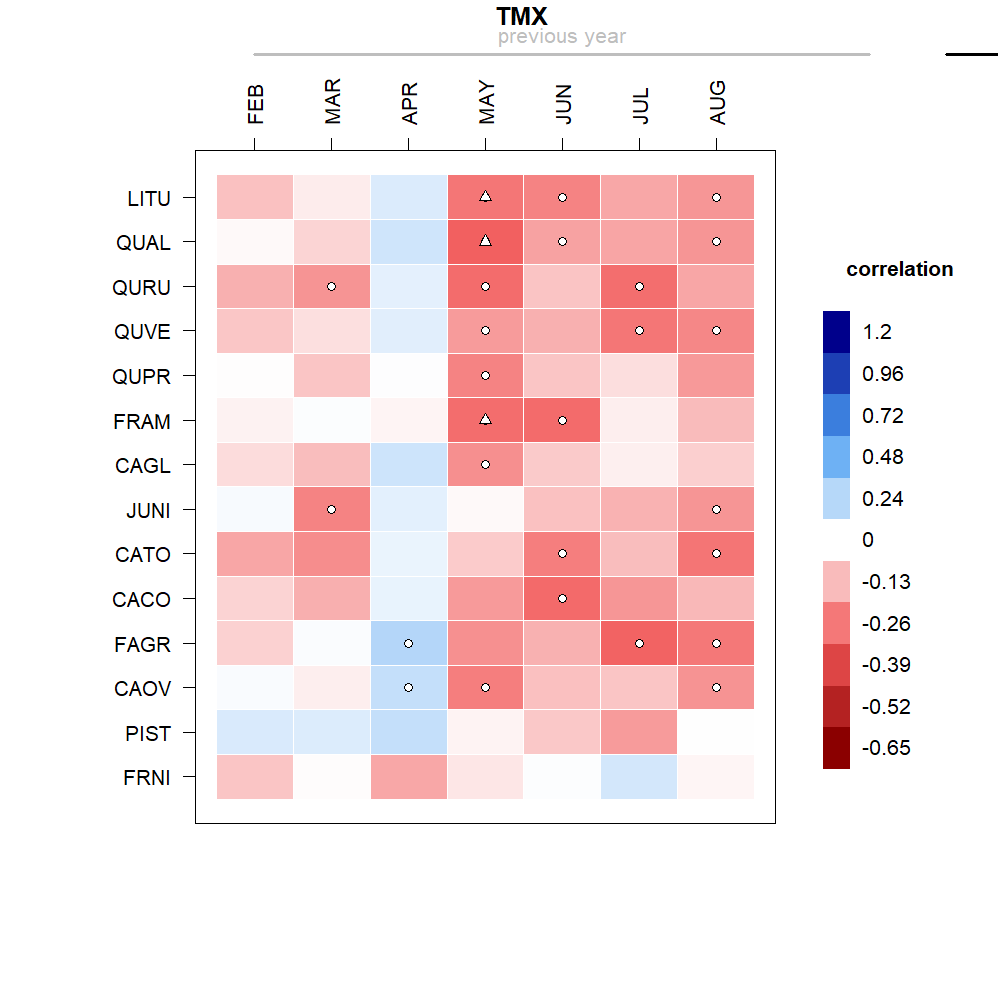 TMX
previous year
FEB MAR APR MAY JUN JUL AUG
LITU
QUAL
QURU
QUVE
QUPR
FRAM
CAGL
JUNI
CATO
CACO
FAGR
CAOV
PIST
FRNI
correlation
1.2
0.96
0.72
0.48
0.24
0
-0.13
-0.26
-0.39
-0.52
-0.65